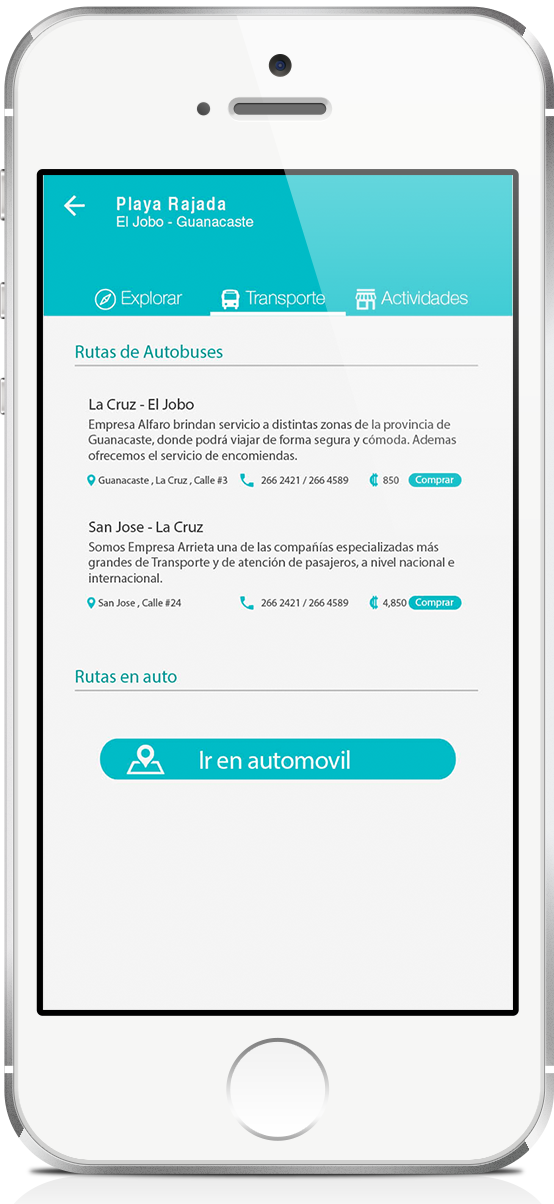 Playa Rajada
El Jobo - Guanacaste
Explorar Transporte Actividades
Rutas de Autobuses
La Cruz - El Jobo
Empresa Alfaro brindan servicio a distintas zonas de la provincia de
Guanacaste, donde podrá viajar de forma segura y cómoda. Ademas
ofrecemos el servicio de encomiendas.
Guanacaste , La Cruz , Calle #3 266 2421 / 266 4589 ₡ 850 Comprar
San Jose - La Cruz
Somos Empresa Arrieta una de las compañías especializadas más
grandes de Transporte y de atención de pasajeros, a nivel nacional e
internacional.
San Jose , Calle #24 266 2421 / 266 4589 ₡ 4,850 Comprar
Rutas en auto
Ir en automovil